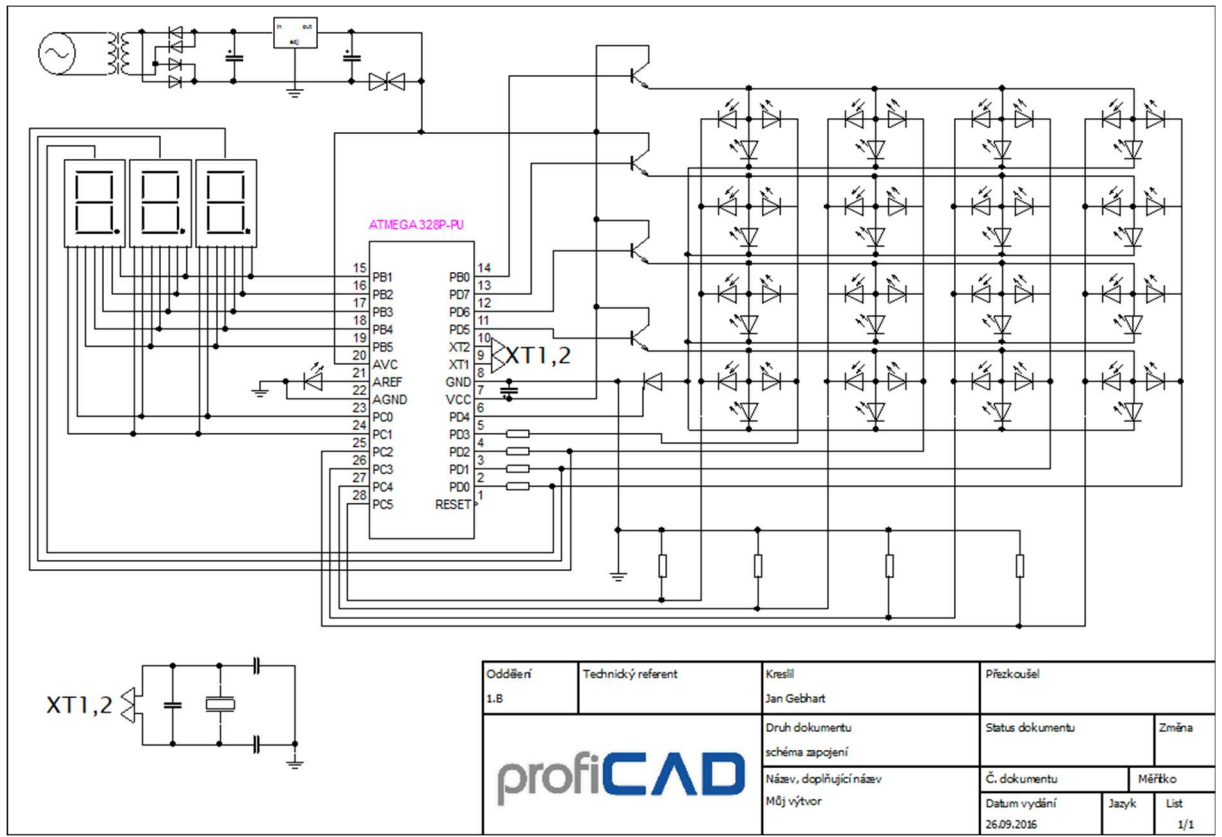 in out
adj
ATMEGA328P-PU
15 PB1 PB0 14
16 PB2 PD7 13
17 PB3 PD6 12
18 PB4 PD5 11
19 PB5 XT2 10
20 AVC XT1 9
XT1,2
21 AREF GND 8
22 AGND VCC 7
23 PC0 PD4 6
24 PC1 PD3 5
25 PC2 PD2 4
26 PC3 PD1 3
27 PC4 PD0 2
28 PC5 RESET 1
XT1,2
Oddělení Technický referent Kreslil Přezkoušel
1.B Jan Gebhart
profiCAD
Druh dokumentu Status dokumentu Změna
schéma zapojení
Název, doplňující název Č. dokumentu Měřítko
Můj výtvor
Datum vydání Jazyk List
26.09.2016 1/1